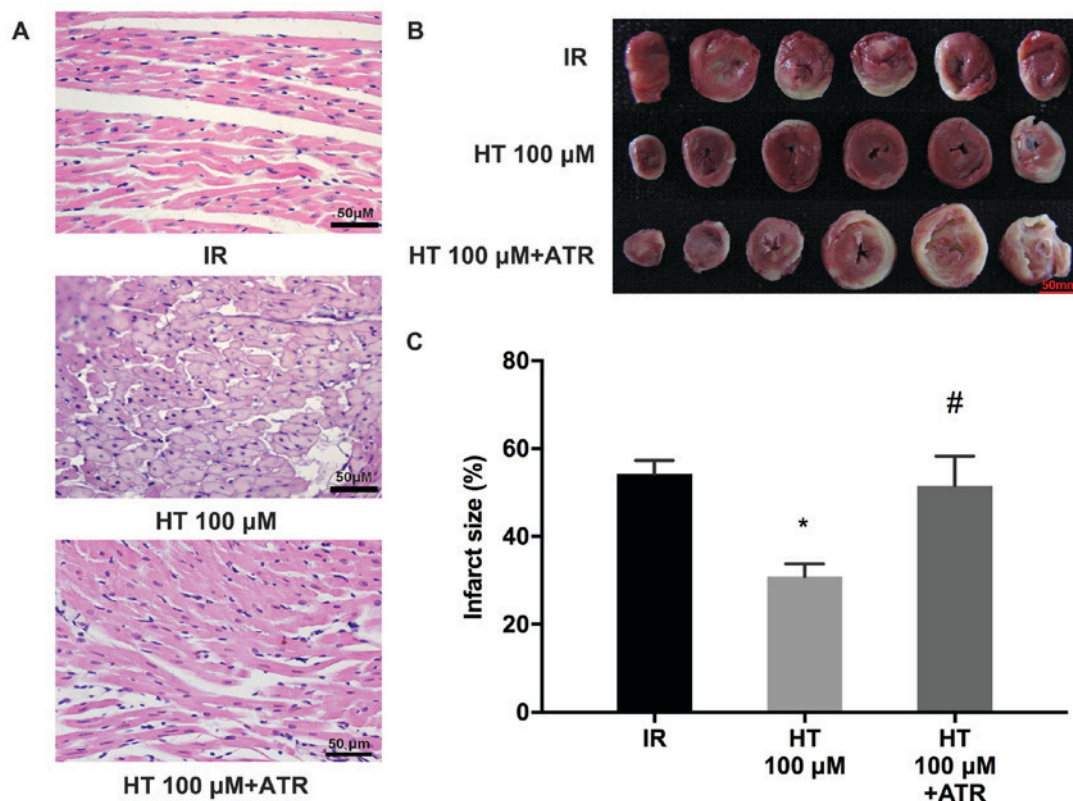 A
50μM
IR
50μM
HT 100 μM
50 μm
HT 100 μM+ATR
B
IR
HT 100 μM
HT 100 μM+ATR
50mm
C
80
60
40
20
0
Infarct size (%)
*
#
IR
HT
100 μM
HT
100 μM
+ATR